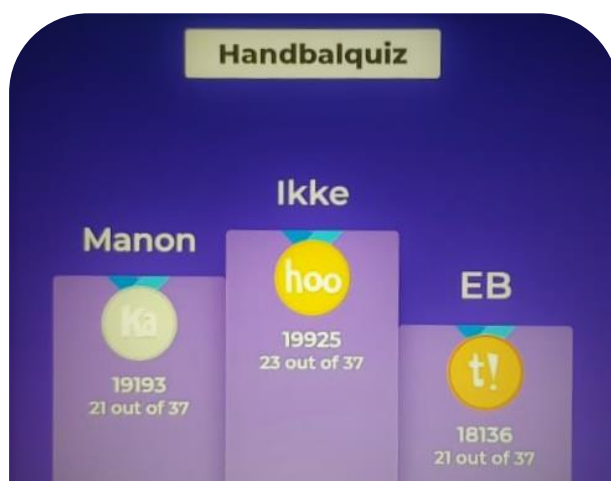 Handbalquiz
Ikke
Manon
EB
Ka
hoo
t!
19925
23 out of 37
19193
21 out of 37
18136
21 out of 37